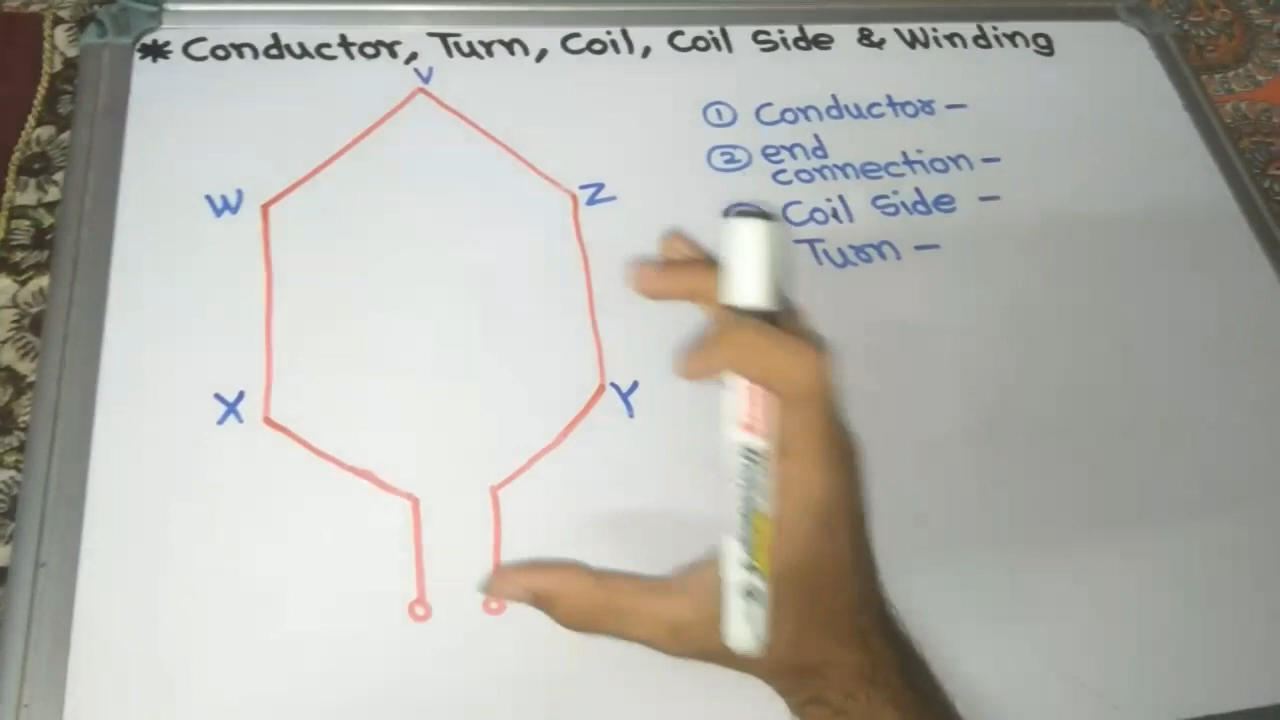 * Conductor, Turn, Coil, Coil Side & Winding
V
W
Z
X
Y
① Conductor -
② end
connection -
Coil Side -
Turn -